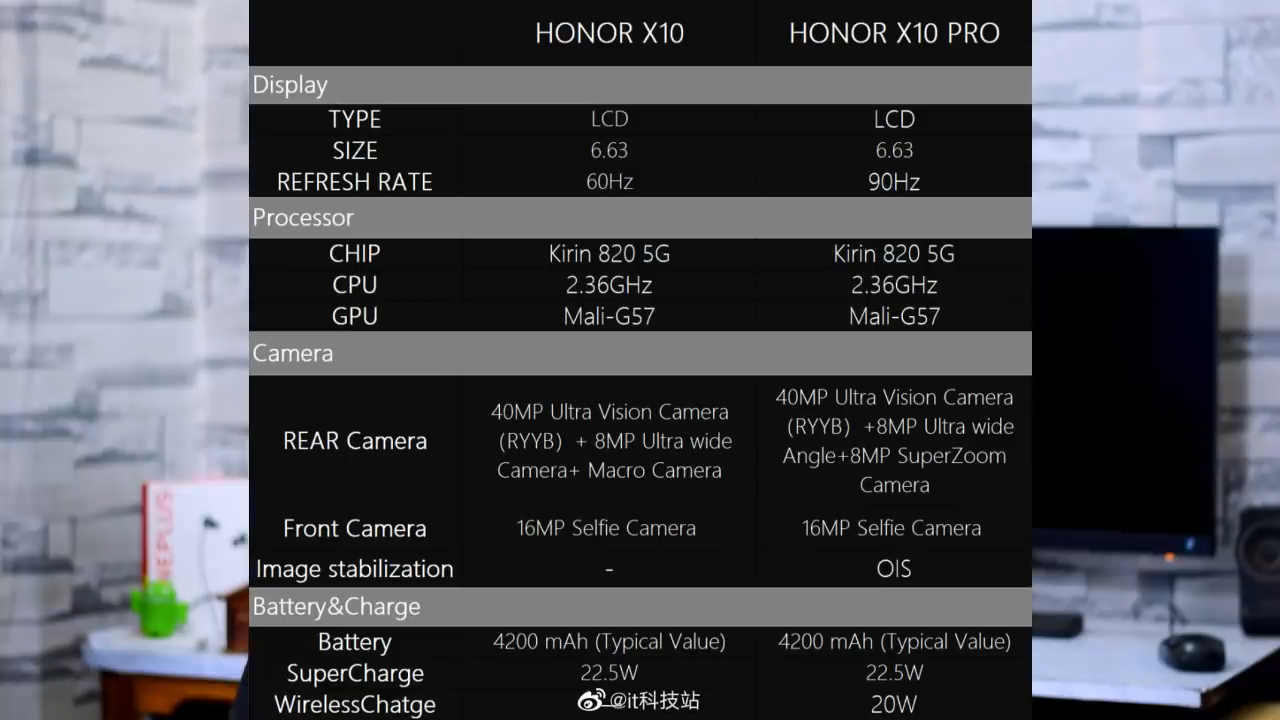 HONOR X10 HONOR X10 PRO
Display
TYPE LCD LCD
SIZE 6.63 6.63
REFRESH RATE 60Hz 90Hz
Processor
CHIP Kirin 820 5G Kirin 820 5G
CPU 2.36GHz 2.36GHz
GPU Mali-G57 Mali-G57
Camera
REAR Camera
40MP Ultra Vision Camera
（RYYB）+ 8MP Ultra wide
Camera+ Macro Camera
40MP Ultra Vision Camera
（RYYB）+8MP Ultra wide
Angle+8MP SuperZoom
Camera
Front Camera 16MP Selfie Camera 16MP Selfie Camera
Image stabilization - OIS
Battery&Charge
Battery 4200 mAh (Typical Value) 4200 mAh (Typical Value)
SuperCharge 22.5W 22.5W
WirelessChatge 20W
@it科技站
NEPLUS